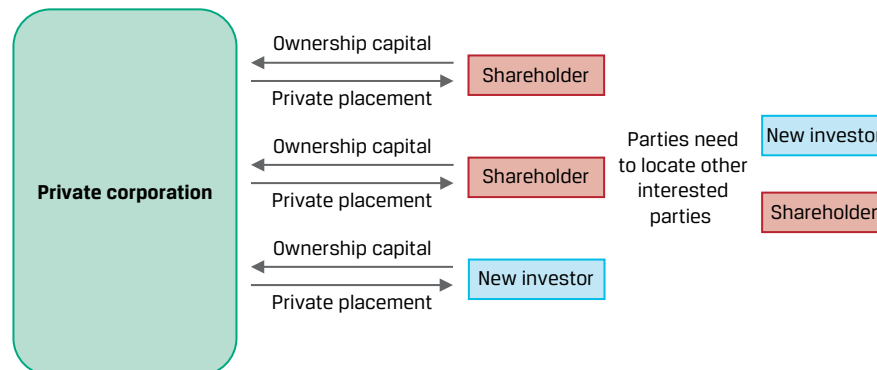 Private corporation
Ownership capital
Private placement
Shareholder
Ownership capital
Private placement
Shareholder
Ownership capital
Private placement
New investor
Parties need
to locate other
interested
parties
New investor
Shareholder